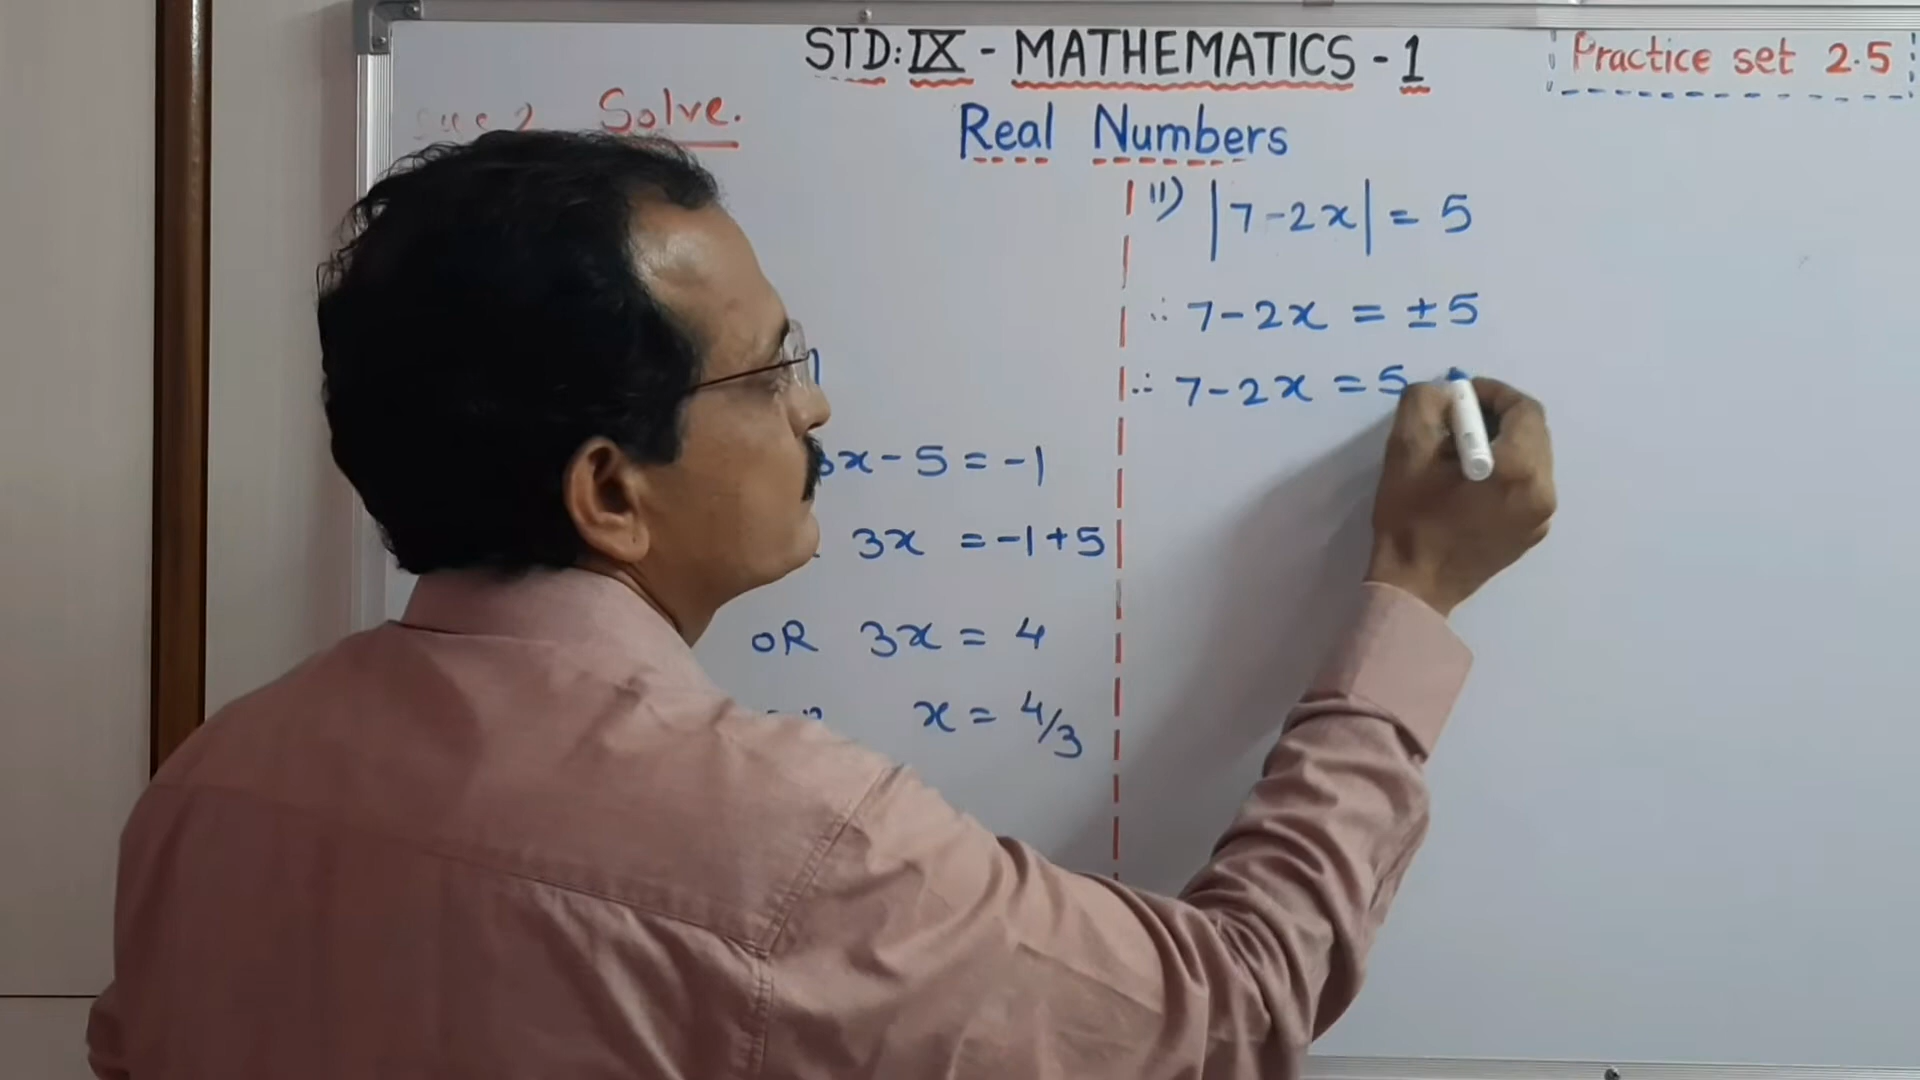 STD: IX - MATHEMATICS - 1
Practice set 2.5
Solve.
Real Numbers
3x - 5 = -1
3x = -1 + 5
OR 3x = 4
x = 4/3
ii) |7 - 2x| = 5
∴ 7 - 2x = ± 5
∴ 7 - 2x = 5